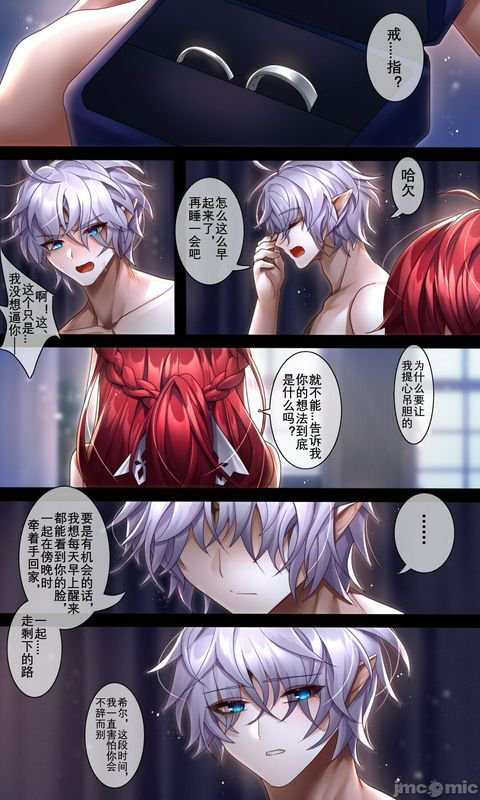 戒……指？
哈欠
怎么这么早
起来了，
再睡一会吧
啊！这、
这个只是…
我没想逼你—
为什么要让
我提心吊胆的
就不能…告诉我
你的想法到底
是什么吗？
……
要是有机会的话，
我想每天早上醒来
都能看到你的脸，
一起在傍晚时
牵着手回家，
一起……
走剩下的路
希尔，这段时间，
我一直害怕你会
不辞而别
jmcomic